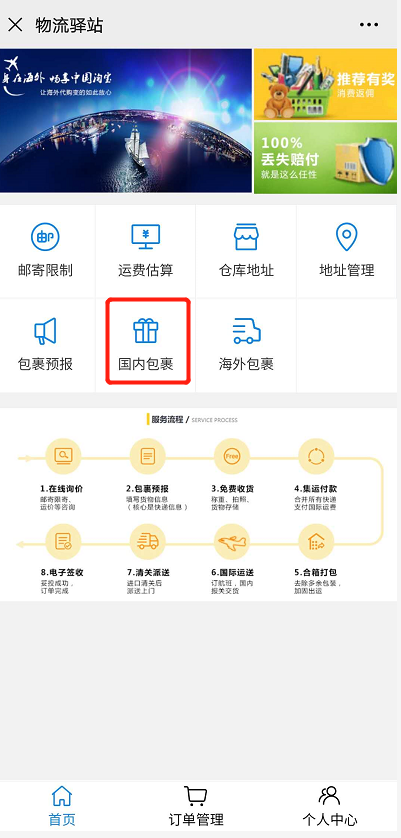 物流驿站
身在海外 畅享中国淘宝
让海外代购变的如此放心
推荐有奖
消费返佣
100%
丢失赔付
就是这么任性
邮寄限制
运费估算
仓库地址
地址管理
包裹预报
国内包裹
海外包裹
服务流程 / SERVICE PROCESS
Free
1.在线询价
邮寄限寄、
运价等咨询
2.包裹预报
填写货物信息
（核心是快递信息）
3.免费收货
称重、拍照、
货物存储
4.集运付款
合并所有快递
支付国际运费
8.电子签收
妥投成功,
订单完成
7.清关派送
进口清关后
派送上门
6.国际运送
订航班, 国内
报关交货
5.合箱打包
去除多余包装,
加固出运
首页
订单管理
个人中心